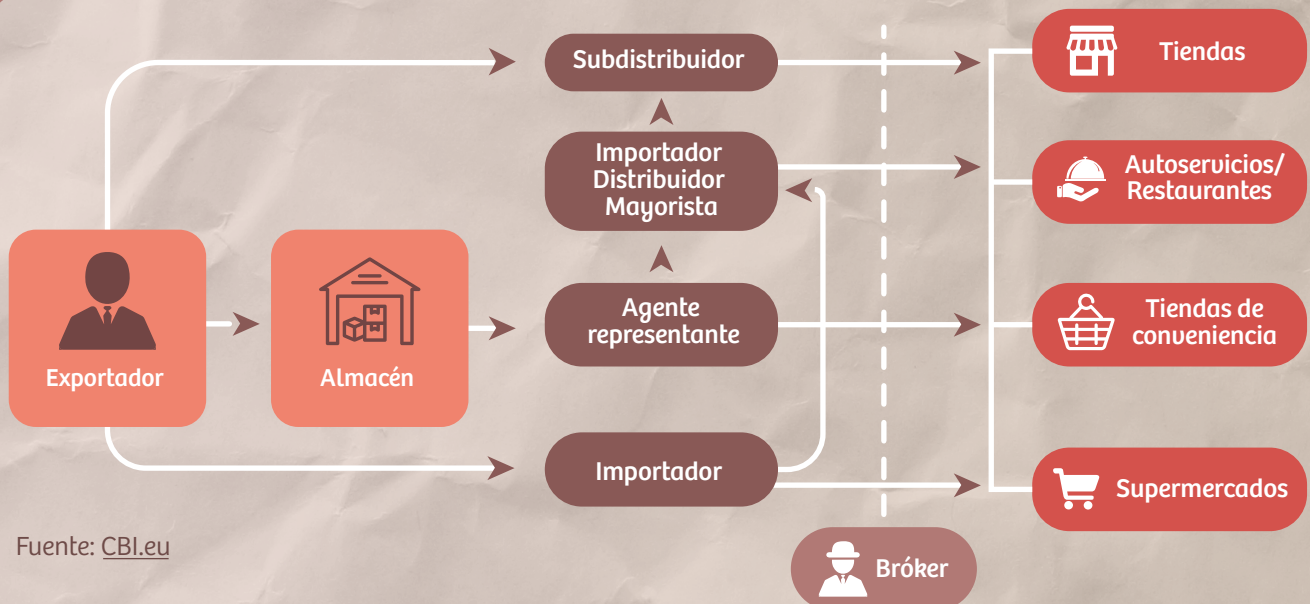 Subdistribuidor
Importador
Distribuidor
Mayorista
Agente
representante
Importador
Exportador
Almacén
Tiendas
Autoservicios/
Restaurantes
Tiendas de
conveniencia
Supermercados
Bróker
Fuente: CBI.eu